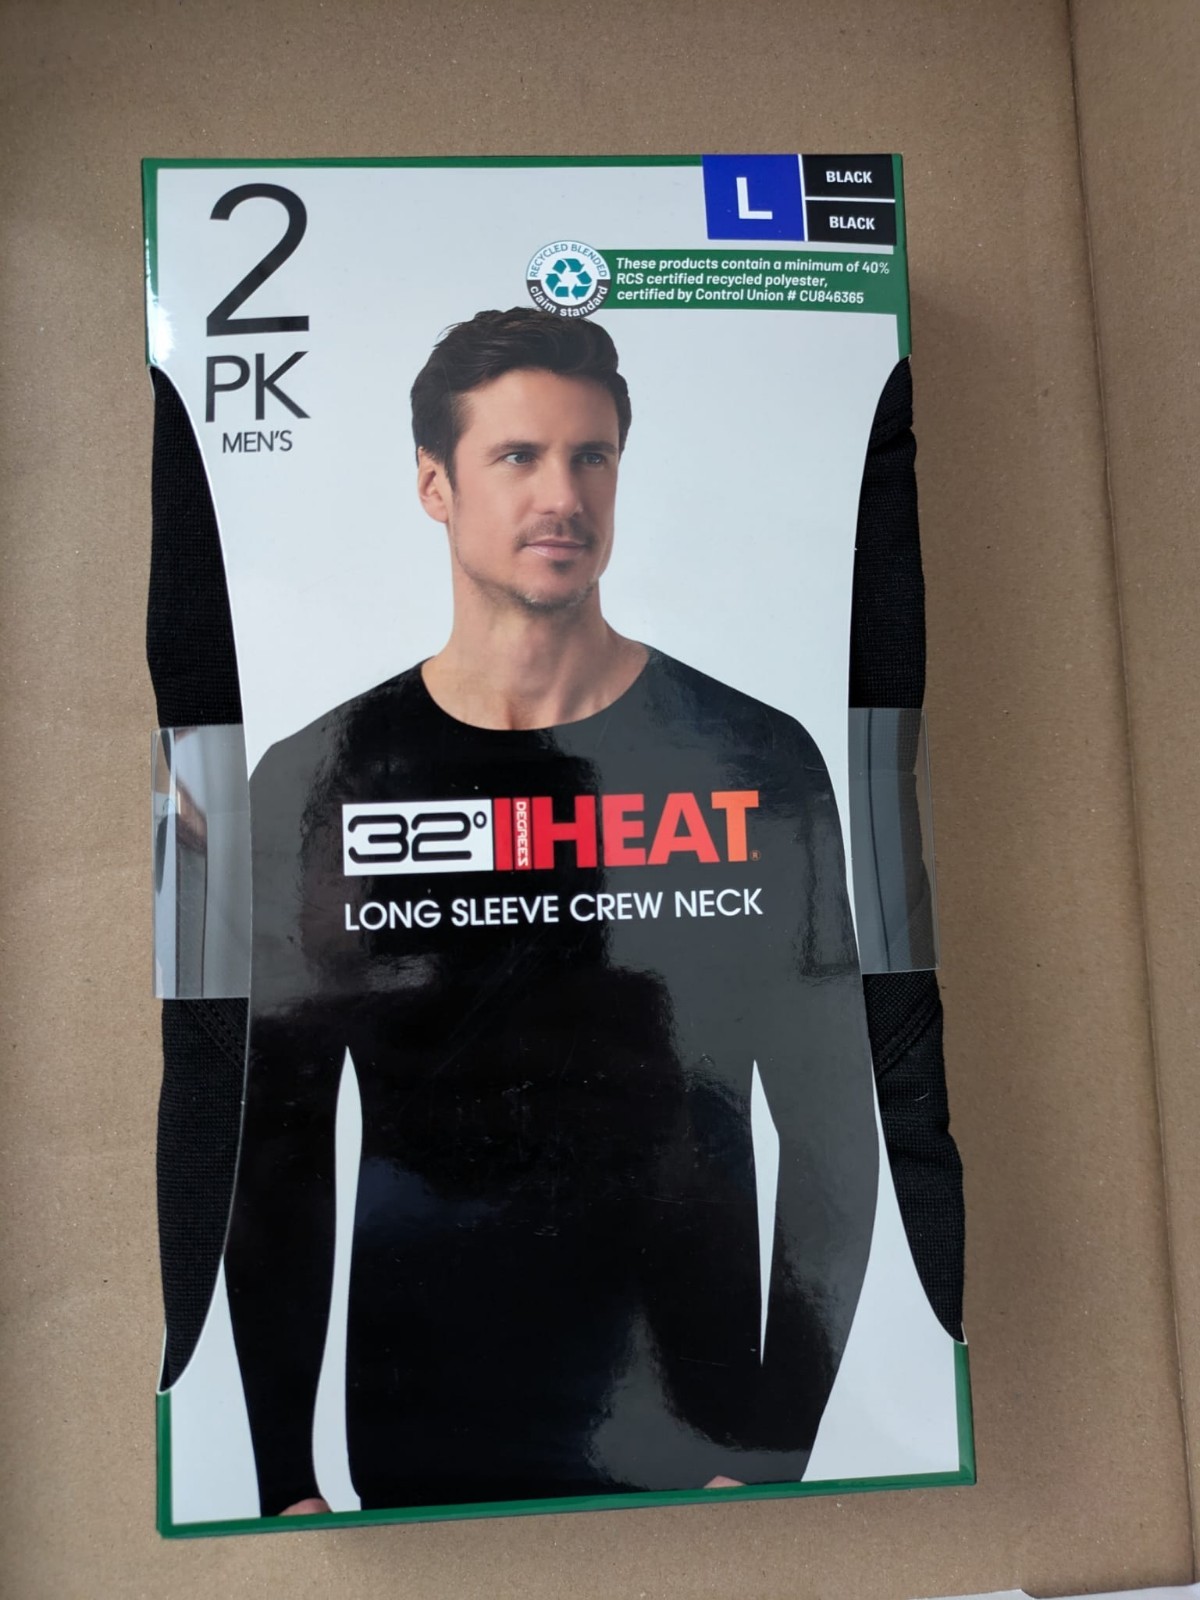 2
PK
MEN'S
L
BLACK
BLACK
RECYCLED BLENDED
claim standard
These products contain a minimum of 40%
RCS certified recycled polyester,
certified by Control Union # CU846365
32° DEGREES HEAT®
LONG SLEEVE CREW NECK